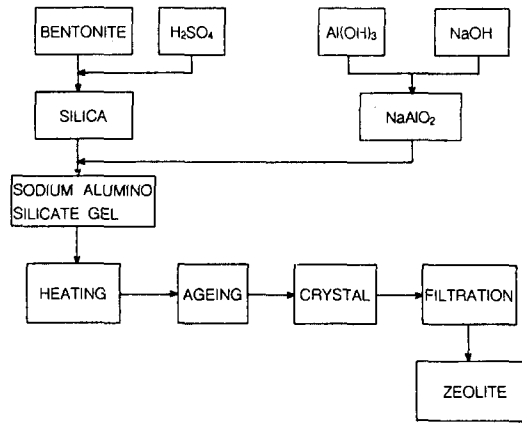 BENTONITE
H₂SO₄
Al(OH)₃
NaOH
SILICA
NaAlO₂
SODIUM ALUMINO
SILICATE GEL
HEATING
AGEING
CRYSTAL
FILTRATION
ZEOLITE